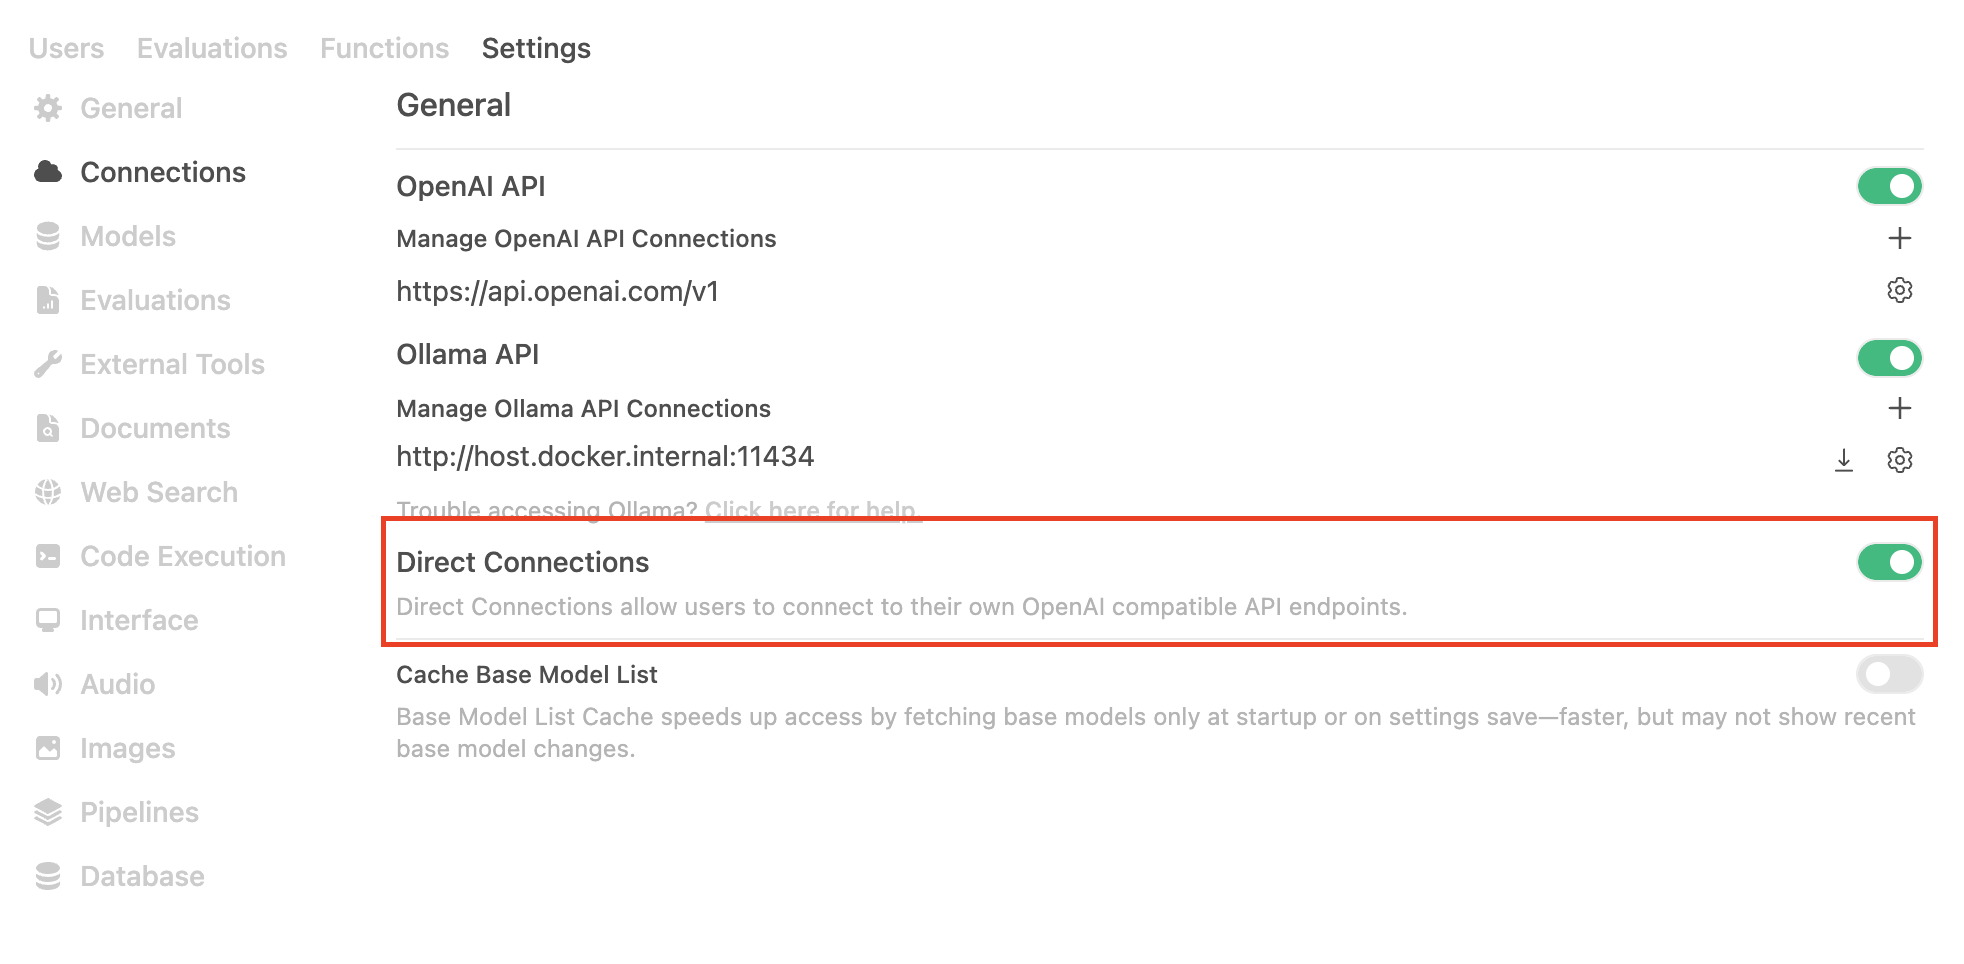 Users Evaluations Functions Settings
General
Connections
Models
Evaluations
External Tools
Documents
Web Search
Code Execution
Interface
Audio
Images
Pipelines
Database
General
OpenAI API
Manage OpenAI API Connections
https://api.openai.com/v1
Ollama API
Manage Ollama API Connections
http://host.docker.internal:11434
Trouble accessing Ollama? Click here for help.
Direct Connections
Direct Connections allow users to connect to their own OpenAI compatible API endpoints.
Cache Base Model List
Base Model List Cache speeds up access by fetching base models only at startup or on settings save—faster, but may not show recent
base model changes.